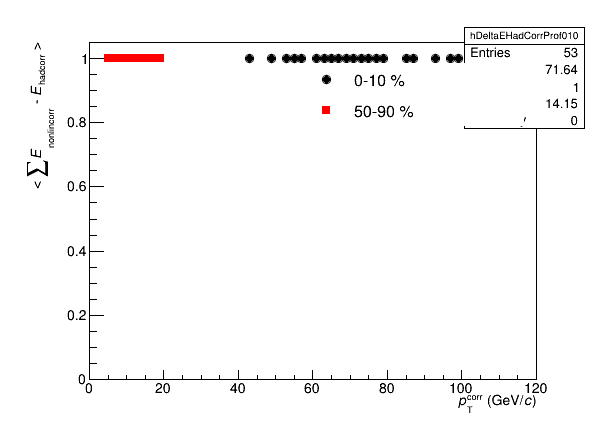 hDeltaEHadCorrProf010
Entries 53
71.64
1
14.15
0
< ∑ E nonlincorr - E hadcorr >
1
0.8
0.6
0.4
0.2
0
0-10 %
50-90 %
0 20 40 60 80 100 120
p T corr (GeV/c)